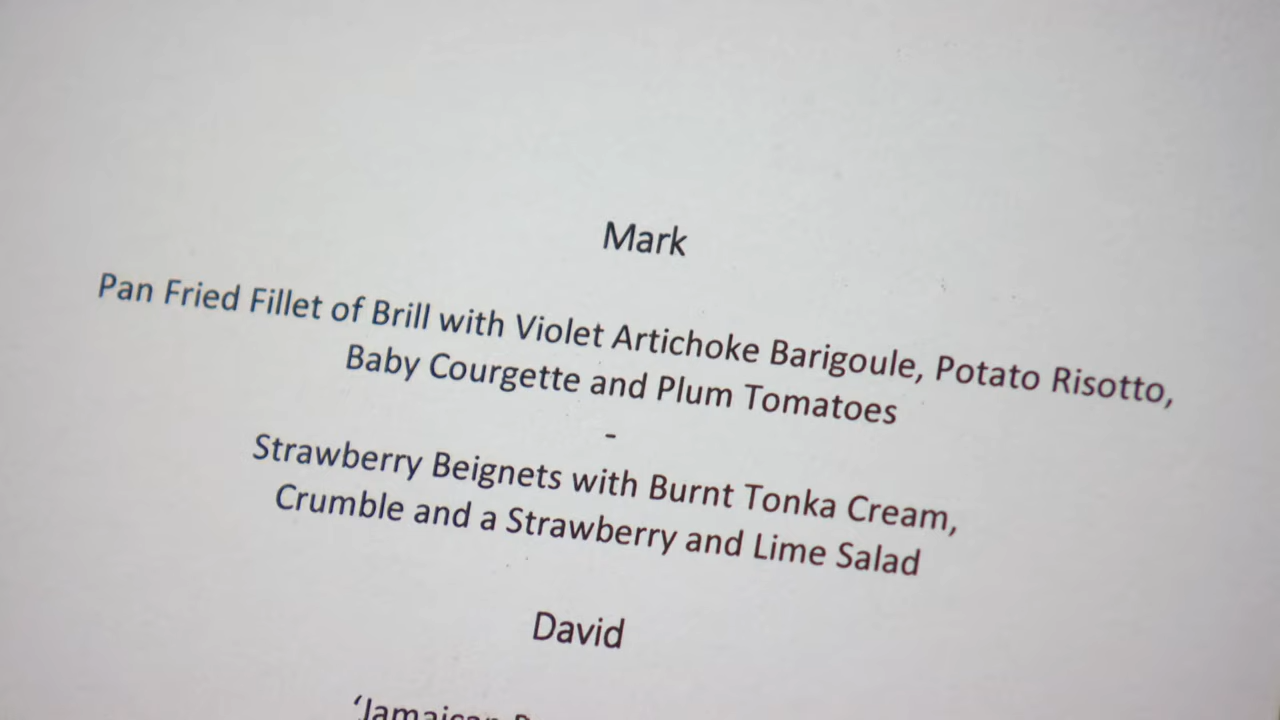 Mark
Pan Fried Fillet of Brill with Violet Artichoke Barigoule, Potato Risotto,
Baby Courgette and Plum Tomatoes
-
Strawberry Beignets with Burnt Tonka Cream,
Crumble and a Strawberry and Lime Salad
David
‘Jamaican